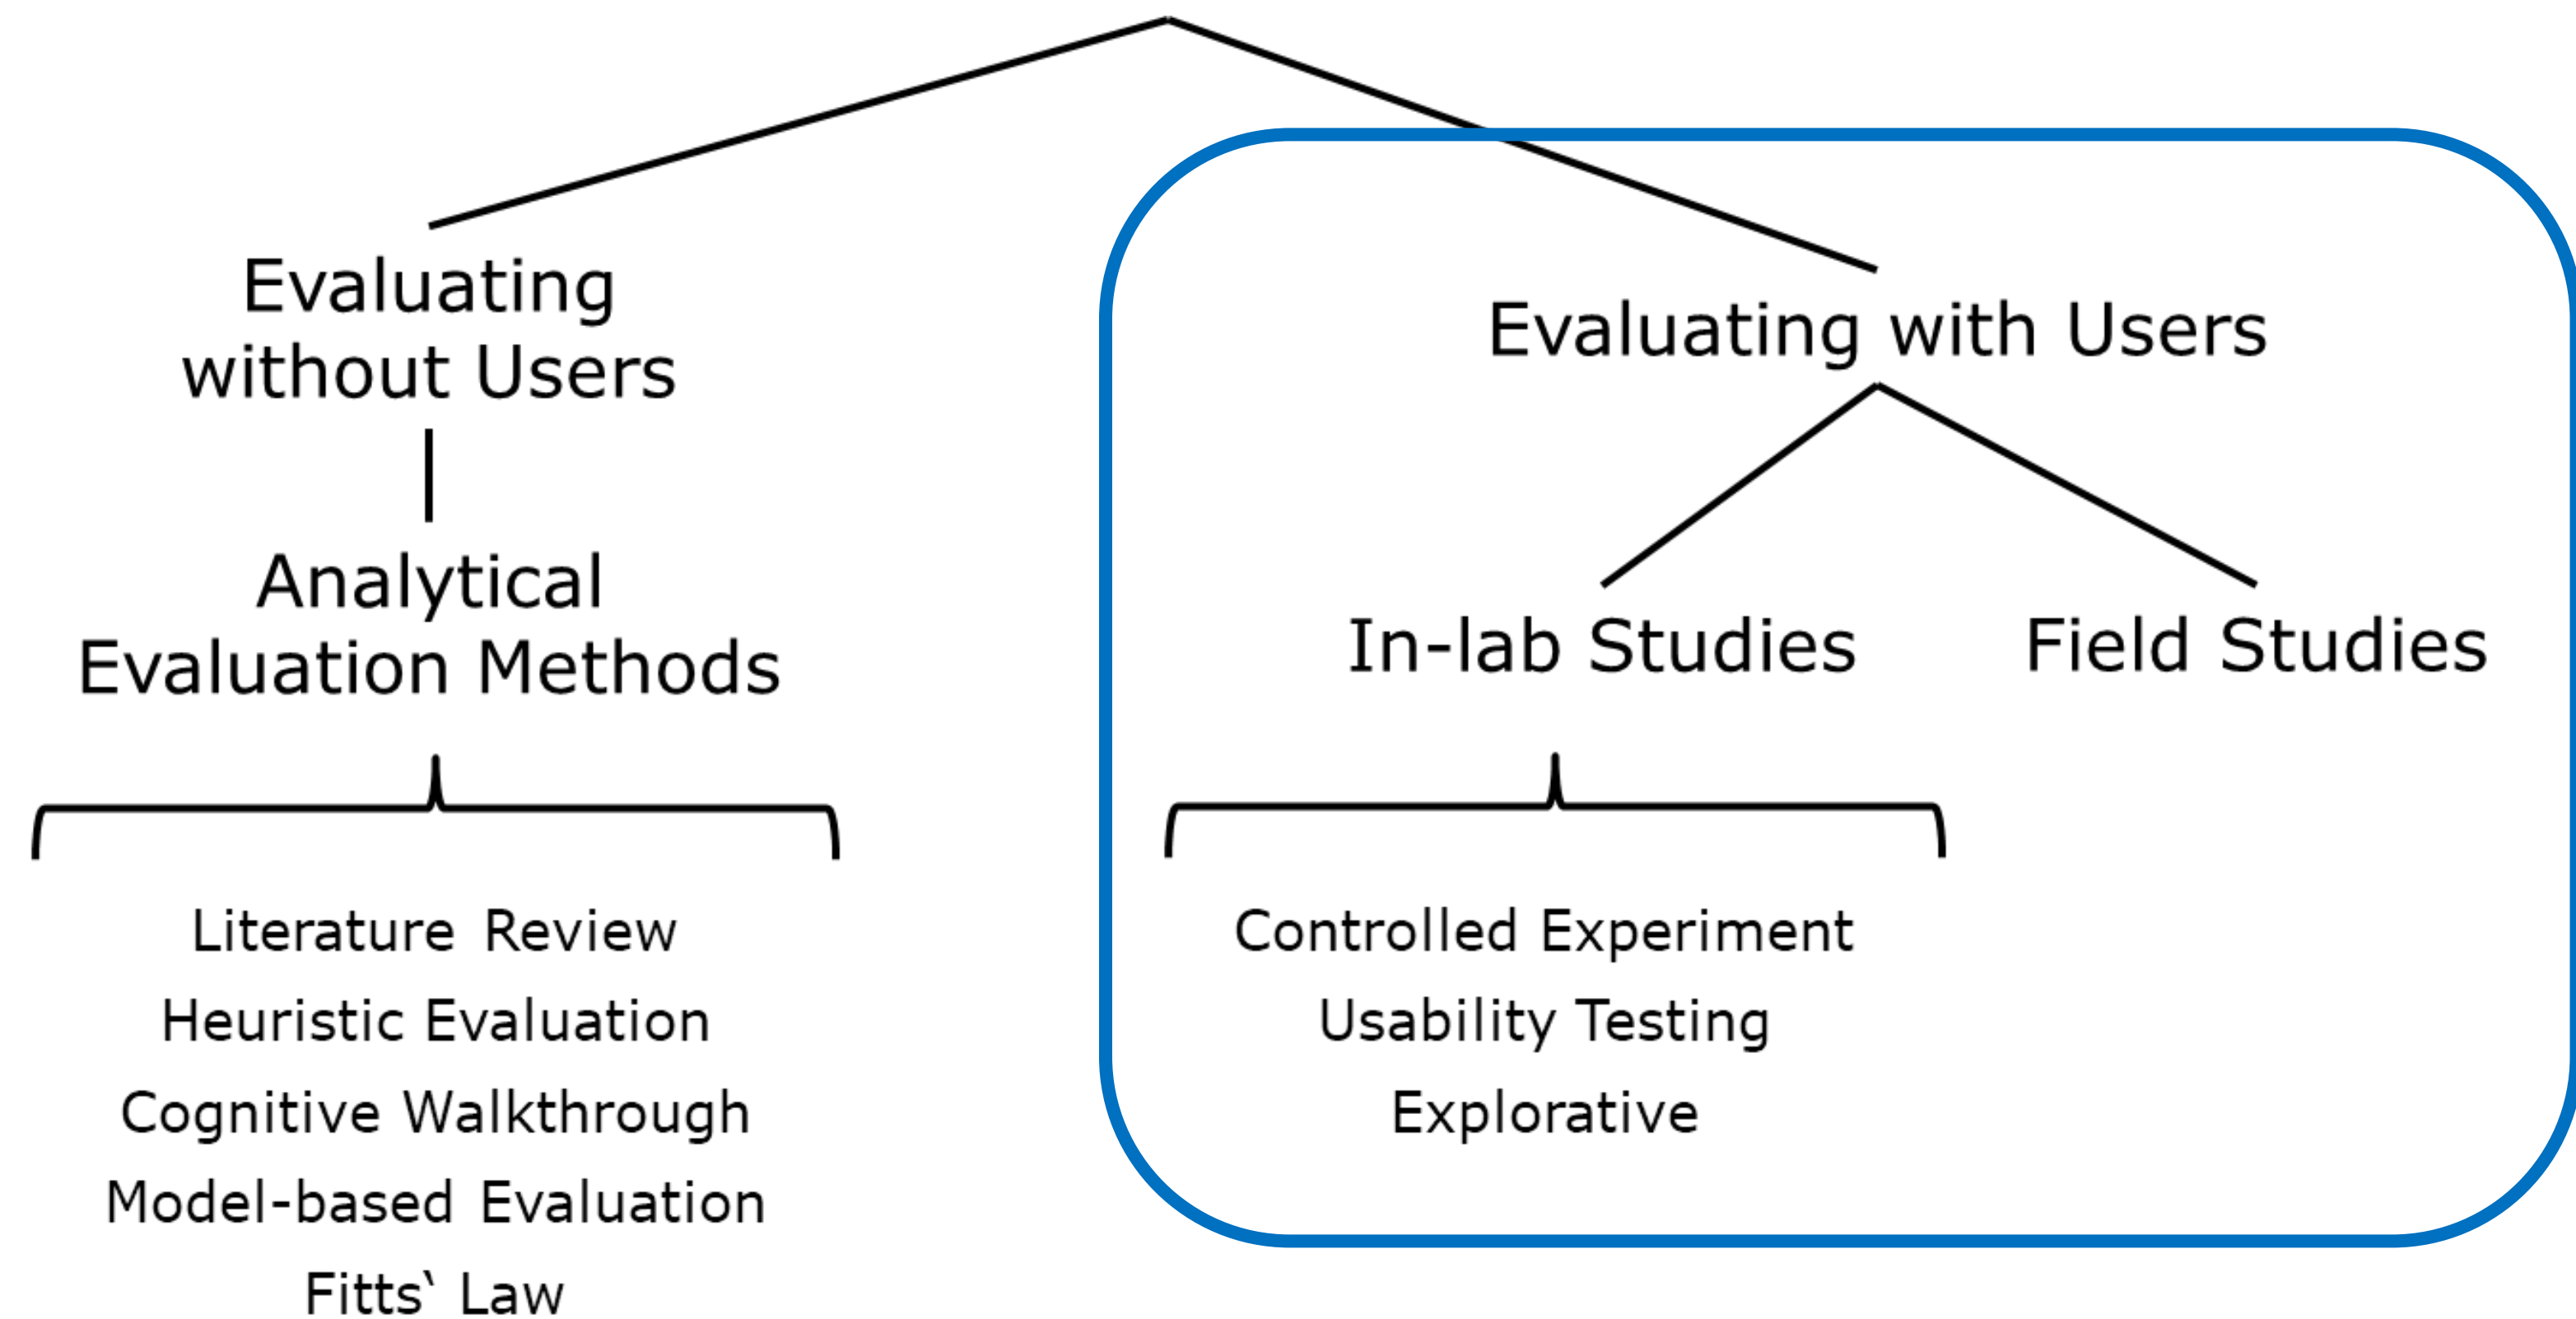 Evaluating
without Users
Analytical
Evaluation Methods
Literature Review
Heuristic Evaluation
Cognitive Walkthrough
Model-based Evaluation
Fitts‘ Law
Evaluating with Users
In-lab Studies
Field Studies
Controlled Experiment
Usability Testing
Explorative